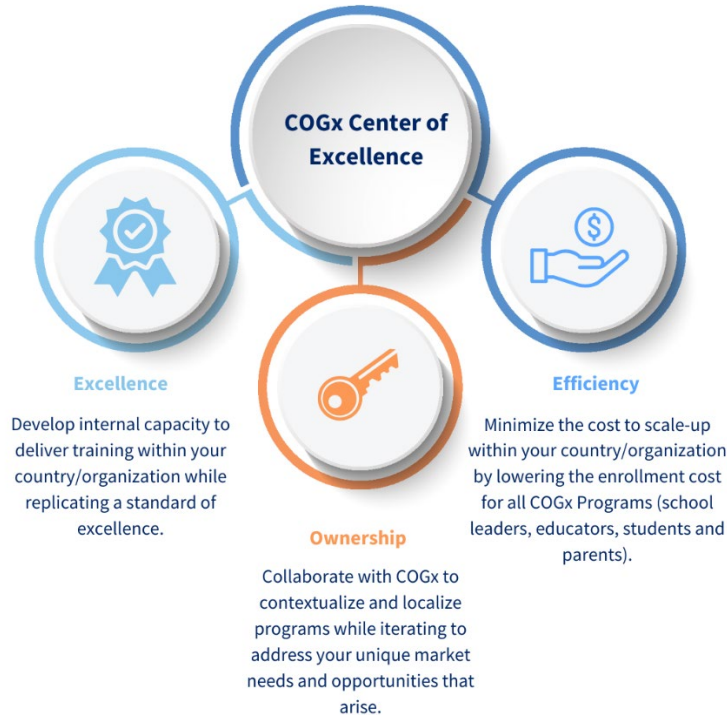 COGx Center of
Excellence
$
Excellence
Develop internal capacity to
deliver training within your
country/organization while
replicating a standard of
excellence.
Ownership
Collaborate with COGx to
contextualize and localize
programs while iterating to
address your unique market
needs and opportunities that
arise.
Efficiency
Minimize the cost to scale-up
within your country/organization
by lowering the enrollment cost
for all COGx Programs (school
leaders, educators, students and
parents).